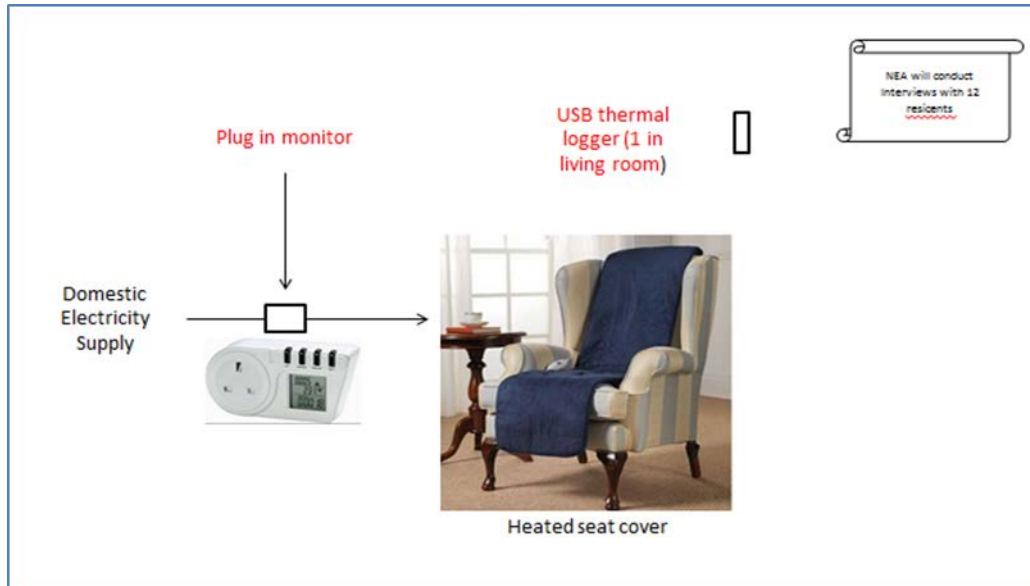 NEA will conduct
Interviews with 12
resicents
USB thermal
logger (1 in
living room)
Plug in monitor
Domestic
Electricity
Supply
Heated seat cover